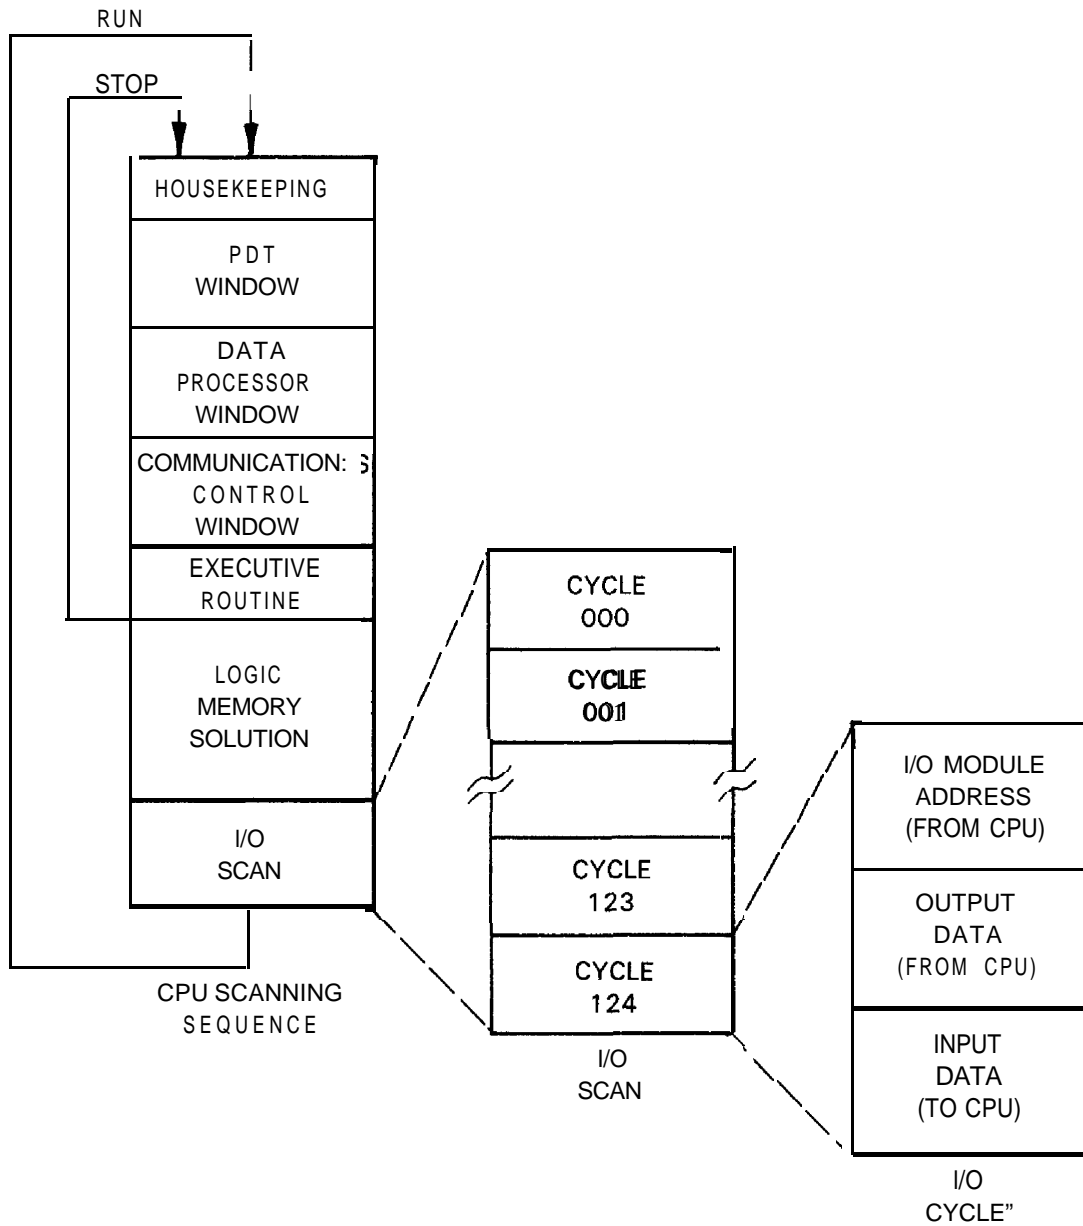 RUN
STOP
HOUSEKEEPING
PDT
WINDOW
DATA
PROCESSOR
WINDOW
COMMUNICATION: S
CONTROL
WINDOW
EXECUTIVE
ROUTINE
LOGIC
MEMORY
SOLUTION
I/O
SCAN
CPU SCANNING
SEQUENCE
CYCLE
000
CYCLE
001
CYCLE
123
CYCLE
124
I/O
SCAN
I/O MODULE
ADDRESS
(FROM CPU)
OUTPUT
DATA
(FROM CPU)
INPUT
DATA
(TO CPU)
I/O
CYCLE”